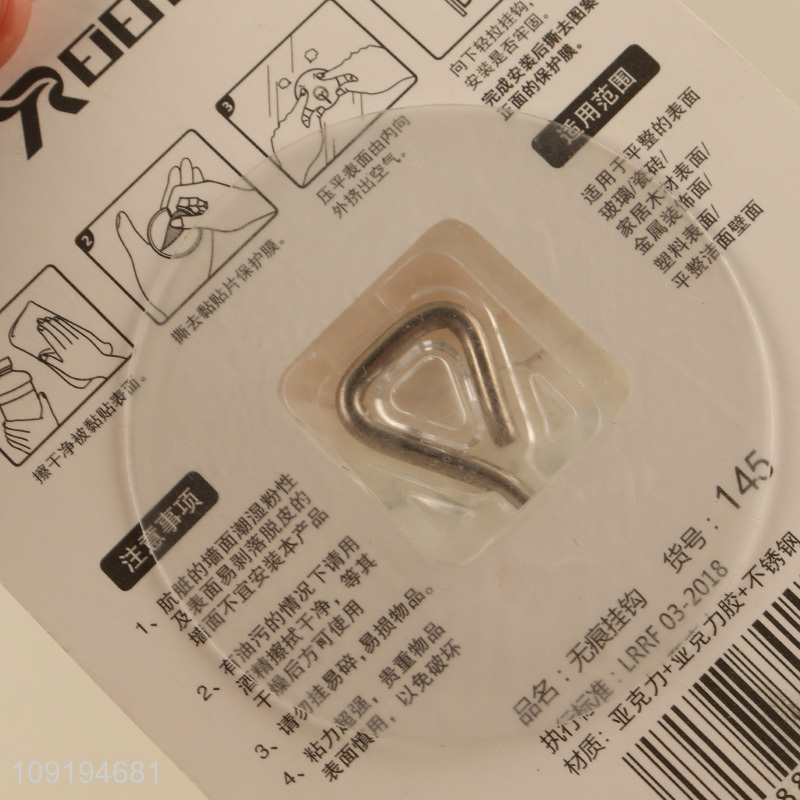 向下轻拉挂钩,
安装是否牢固。
完成安装后撕去图案
正面的保护膜。
3
压平表面由内向
外挤出空气。
2
撕去黏贴片保护膜。
擦干净被黏贴表面。
适用范围
适用于平整的表面
玻璃/瓷砖/
家居木材表面/
金属装饰面/
塑料表面/
平整洁面壁面
注意事项
1、肮脏的墙面潮湿粉性
及表面易剥落脱皮的
墙面不宜安装本产品
2、有油污的情况下请用
酒精擦拭干净,等其
干燥后方可使用
3、请勿挂易碎,易损物品。
4、粘力超强,贵重物品
表面慎用,以免破坏
品名:无痕挂钩
货号:145
执行标准:LRRF 03-2018
材质:亚克力+亚克力胶+不锈钢
109194681